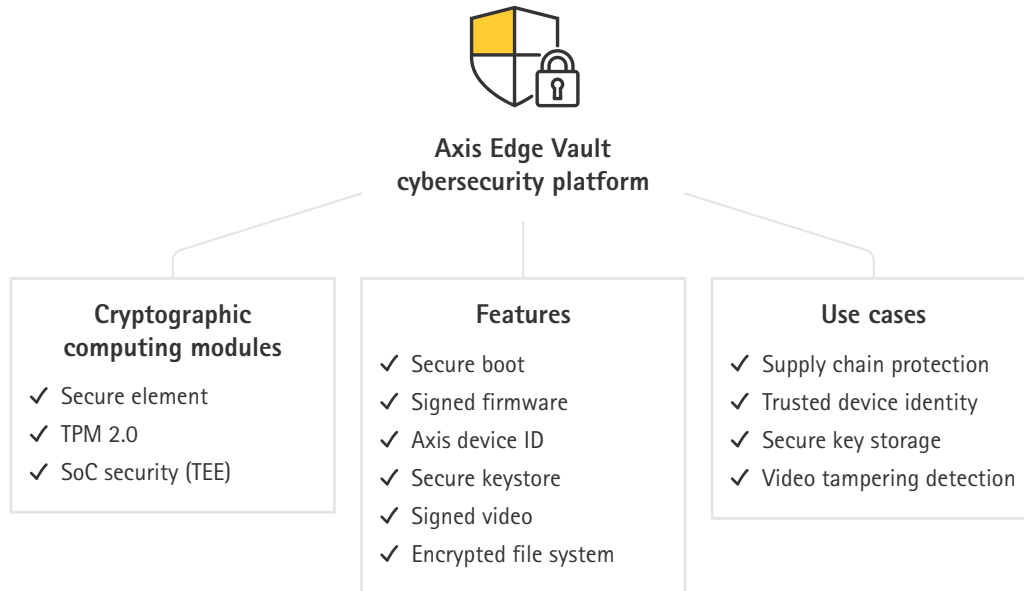 Axis Edge Vault
cybersecurity platform
Cryptographic
computing modules
Secure element
TPM 2.0
SoC security (TEE)
Features
Secure boot
Signed firmware
Axis device ID
Secure keystore
Signed video
Encrypted file system
Use cases
Supply chain protection
Trusted device identity
Secure key storage
Video tampering detection